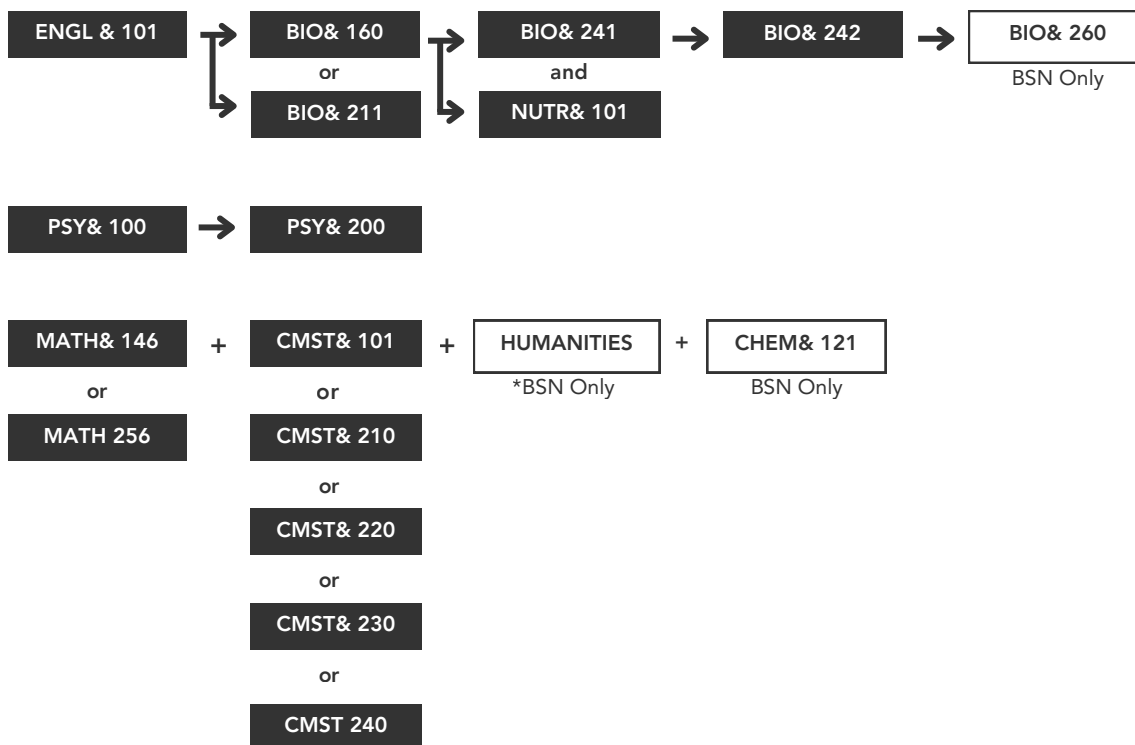 ENGL & 101
BIO& 160
BIO& 241
BIO& 242
BIO& 260
or
and
BSN Only
BIO& 211
NUTR& 101
PSY& 100
PSY& 200
MATH& 146
+
CMST& 101
+
HUMANITIES
+
CHEM& 121
or
or
*BSN Only
BSN Only
MATH 256
CMST& 210
or
CMST& 220
or
CMST& 230
or
CMST 240